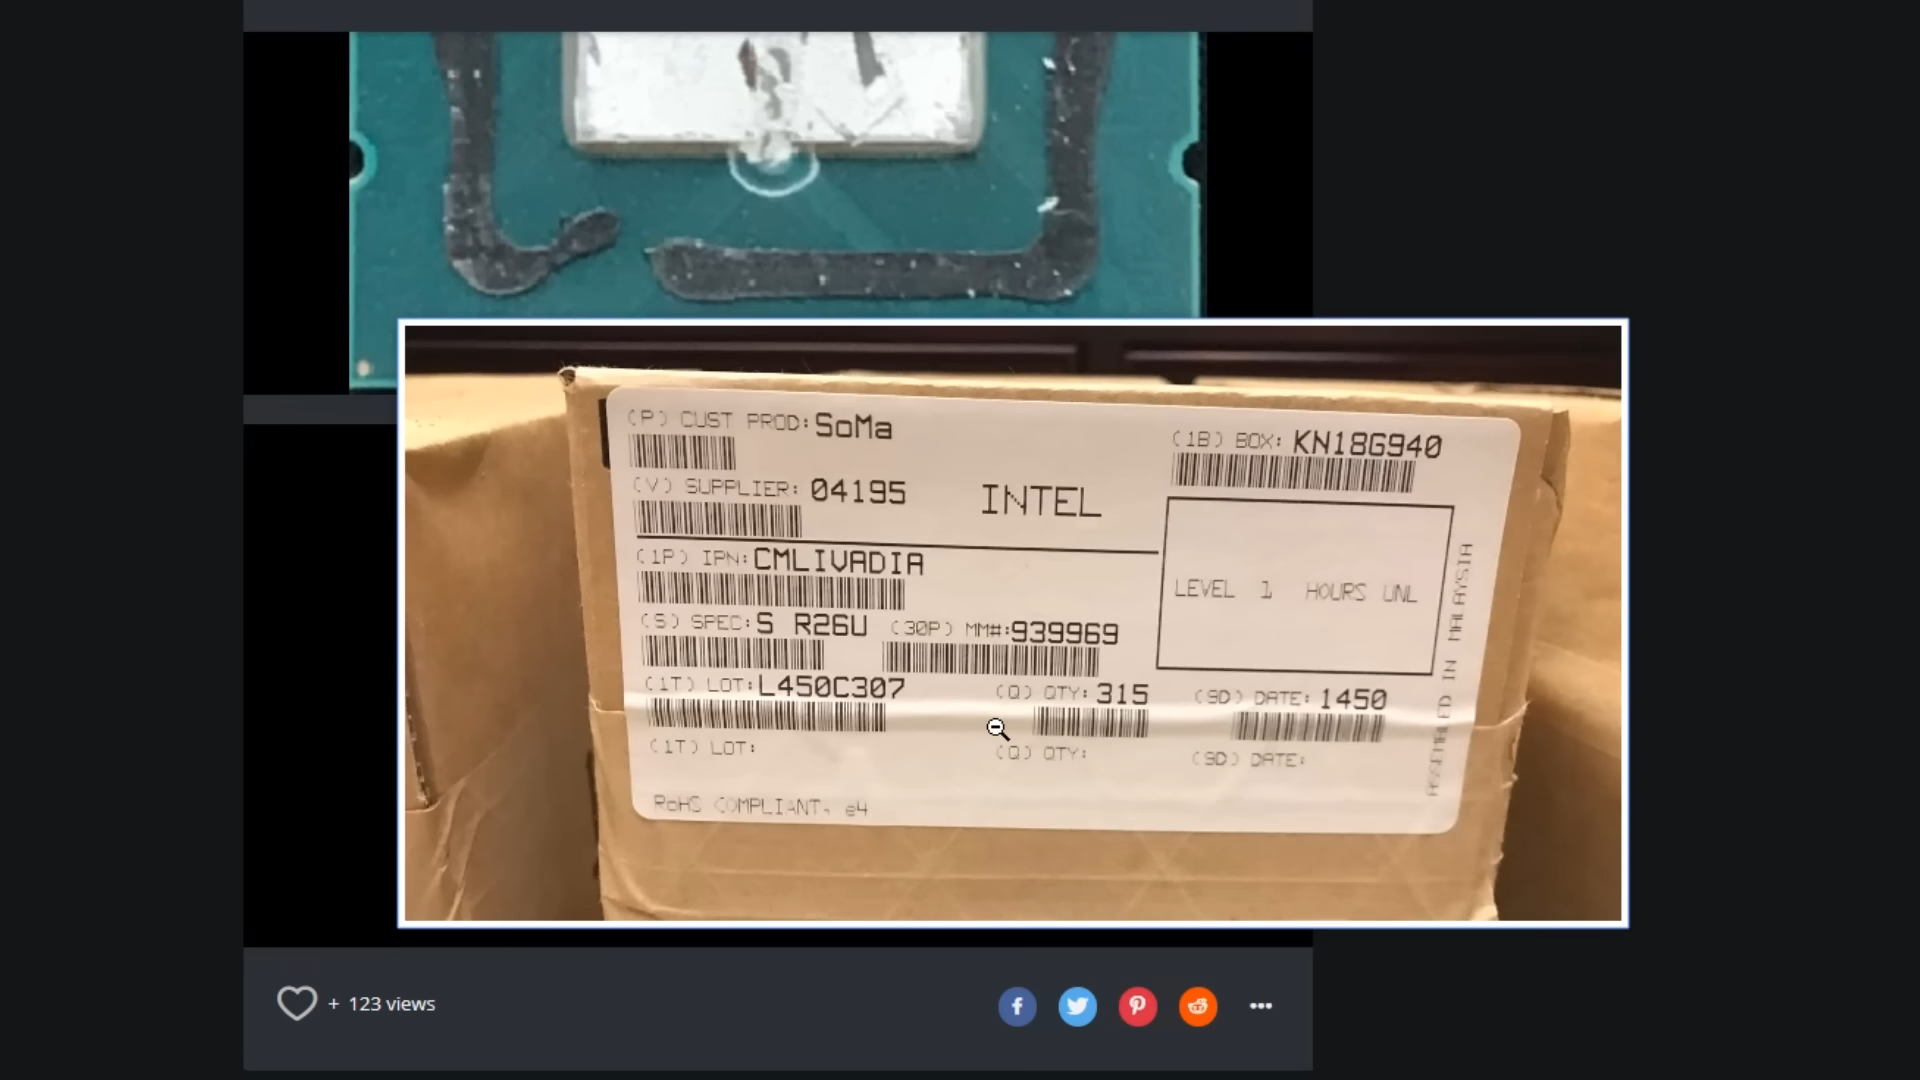 (P) CUST PROD: SoMa
(1B) BOX: KN18G940
(V) SUPPLIER: 04195
INTEL
(1P) IPN: CMLIVADIA
LEVEL 1 HOURS UNL
(S) SPEC: S R26U (30P) MM#: 939969
(1T) LOT: L450C307 (Q) QTY: 315 (9D) DATE: 1450
(1T) LOT: (Q) QTY: (9D) DATE:
RoHS COMPLIANT, e4
ASSEMBLED IN MALAYSIA
+ 123 views